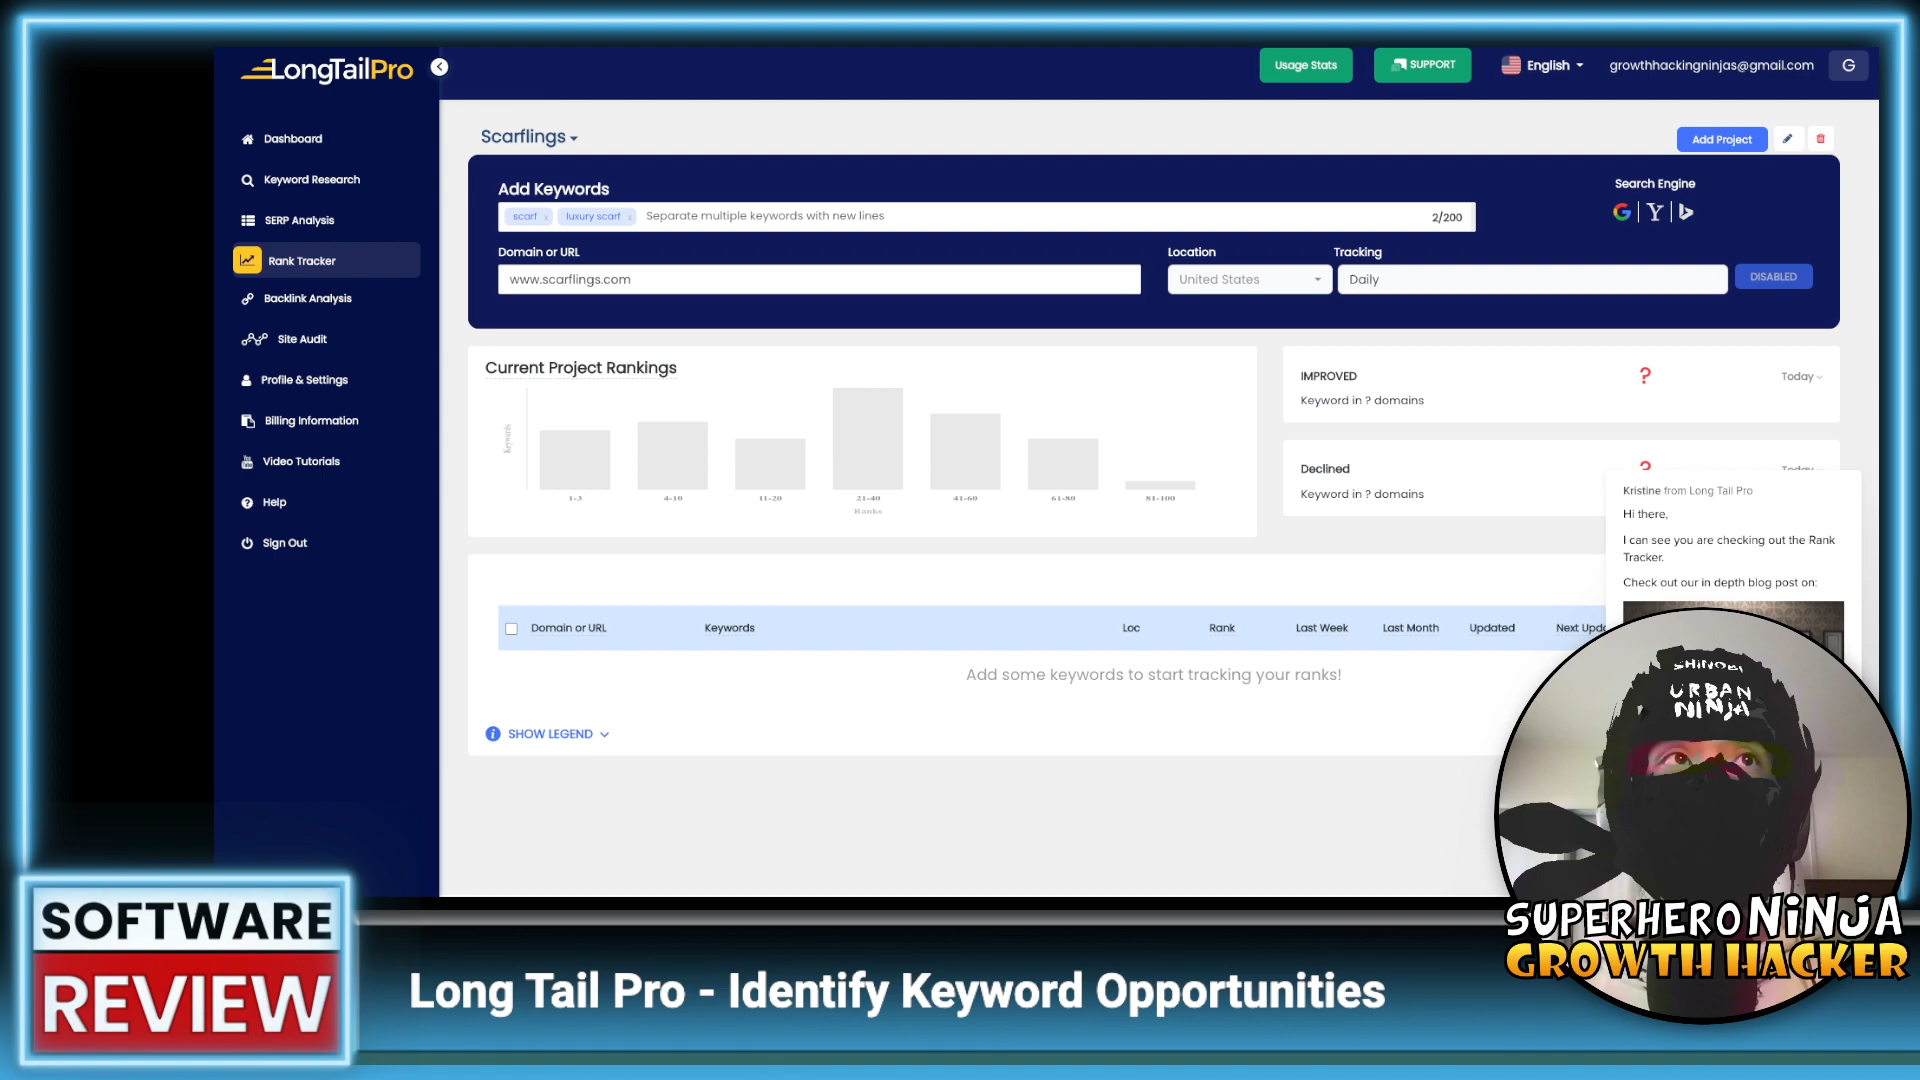 LongTailPro
Usage Stats
SUPPORT
English
growthhackingninjas@gmail.com
G
Dashboard
Keyword Research
SERP Analysis
Rank Tracker
Backlink Analysis
Site Audit
Profile & Settings
Billing Information
Video Tutorials
Help
Sign Out
Scarflings
Add Project
Add Keywords
Search Engine
scarf x luxury scarf x Separate multiple keywords with new lines 2/200
G | Y | b
Domain or URL
Location
Tracking
www.scarflings.com
United States
Daily
DISABLED
Current Project Rankings
Keywords
1-3 4-10 11-20 21-40 41-60 61-80 81-100
Ranks
IMPROVED ? Today
Keyword in ? domains
Declined ? Today
Keyword in ? domains
Kristine from Long Tail Pro
Hi there,
I can see you are checking out the Rank
Tracker.
Check out our in depth blog post on:
Domain or URL Keywords Loc Rank Last Week Last Month Updated Next Upda
Add some keywords to start tracking your ranks!
SHOW LEGEND
SHINOBI
URBAN
NINJA
SUPERHERO NINJA
GROWTH HACKER
SOFTWARE
REVIEW
Long Tail Pro - Identify Keyword Opportunities